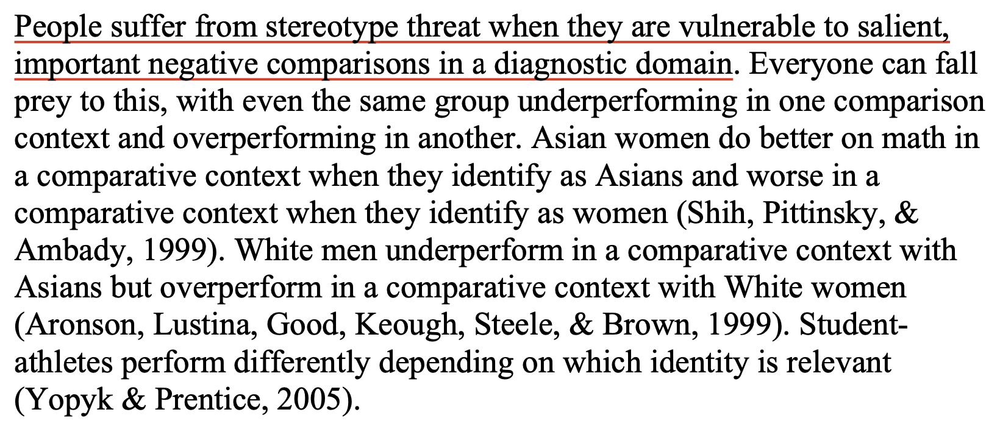 People suffer from stereotype threat when they are vulnerable to salient,
important negative comparisons in a diagnostic domain. Everyone can fall
prey to this, with even the same group underperforming in one comparison
context and overperforming in another. Asian women do better on math in
a comparative context when they identify as Asians and worse in a
comparative context when they identify as women (Shih, Pittinsky, &
Ambady, 1999). White men underperform in a comparative context with
Asians but overperform in a comparative context with White women
(Aronson, Lustina, Good, Keough, Steele, & Brown, 1999). Student-
athletes perform differently depending on which identity is relevant
(Yopyk & Prentice, 2005).